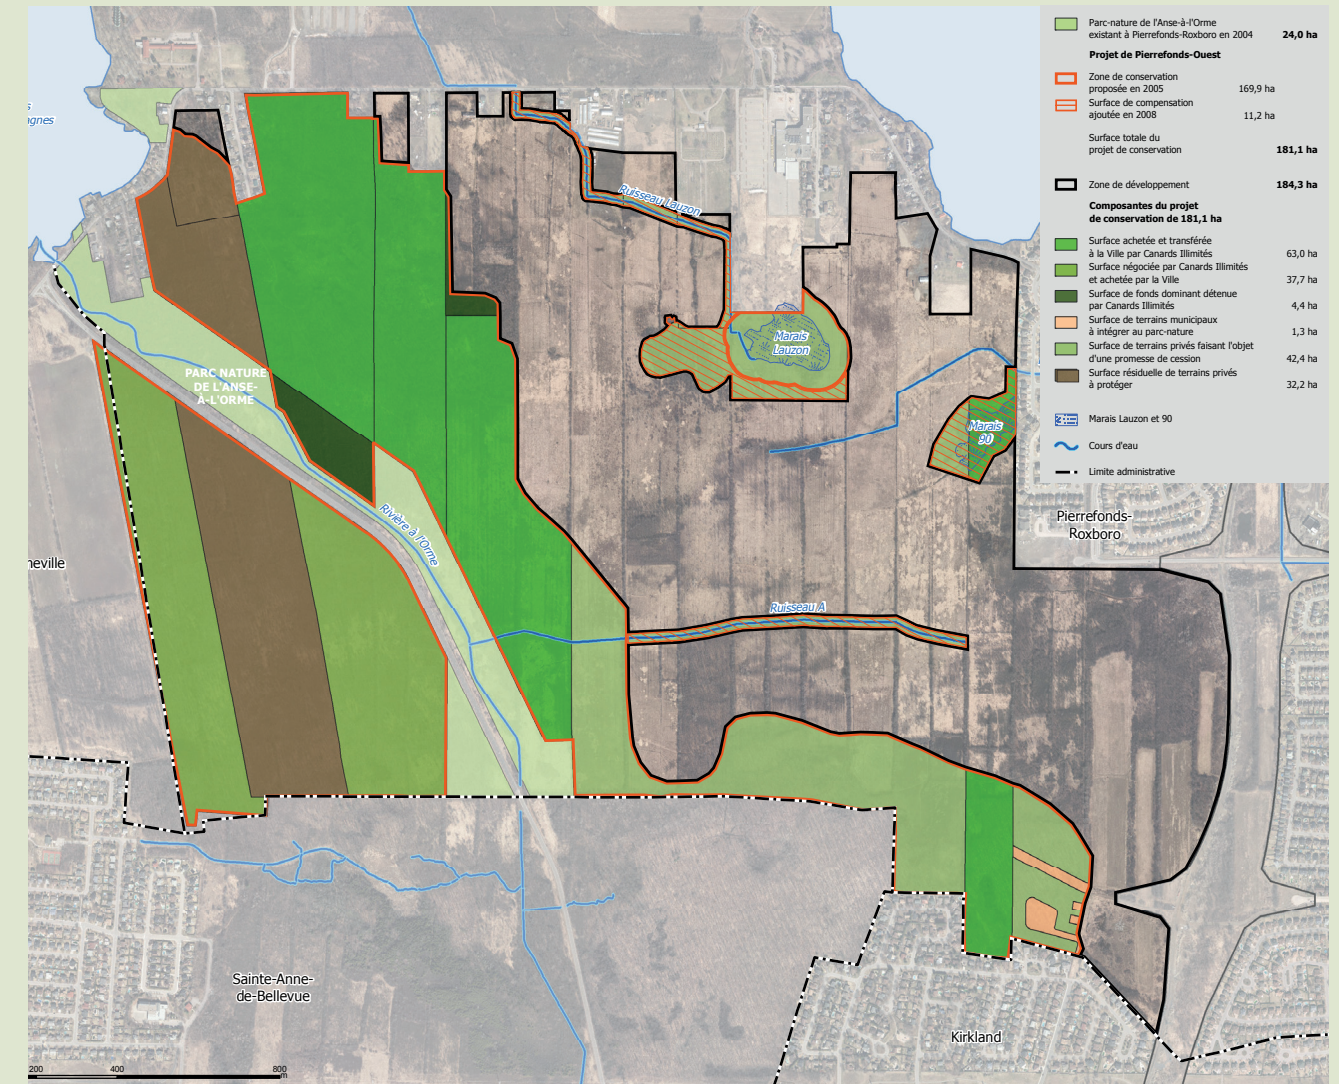 Parc-nature de l'Anse-à-l'Orme
existant à Pierrefonds-Roxboro en 2004 24,0 ha
Projet de Pierrefonds-Ouest
Zone de conservation
proposée en 2005 169,9 ha
Surface de compensation
ajoutée en 2008 11,2 ha
Surface totale du
projet de conservation 181,1 ha
Zone de développement 184,3 ha
Composantes du projet
de conservation de 181,1 ha
Surface achetée et transférée
à la Ville par Canards Illimités 63,0 ha
Surface négociée par Canards Illimités
et achetée par la Ville 37,7 ha
Surface de fonds dominant détenue
par Canards Illimités 4,4 ha
Surface de terrains municipaux
à intégrer au parc-nature 1,3 ha
Surface de terrains privés faisant l'objet
d'une promesse de cession 42,4 ha
Surface résiduelle de terrains privés
à protéger 32,2 ha
Marais Lauzon et 90
Cours d'eau
Limite administrative
s
agnes
Ruisseau Lauzon
Marais
Lauzon
PARC NATURE
DE L'ANSE-
À-L'ORME
Marais
90
Rivière à l'Orme
Pierrefonds-
Roxboro
neville
Ruisseau A
Sainte-Anne-
de-Bellevue
Kirkland
200 400 800
m